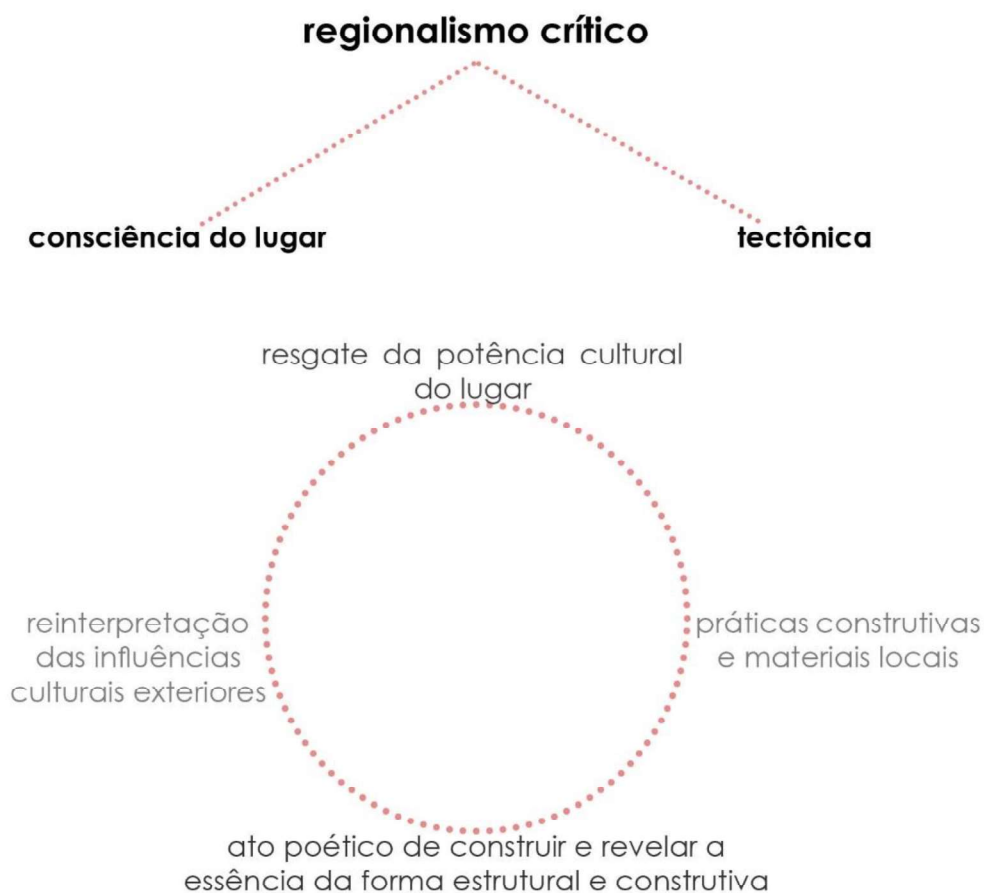 regionalismo crítico
consciência do lugar
tectônica
resgate da potência cultural
do lugar
reinterpretação
das influências
culturais exteriores
práticas construtivas
e materiais locais
ato poético de construir e revelar a
essência da forma estrutural e construtiva